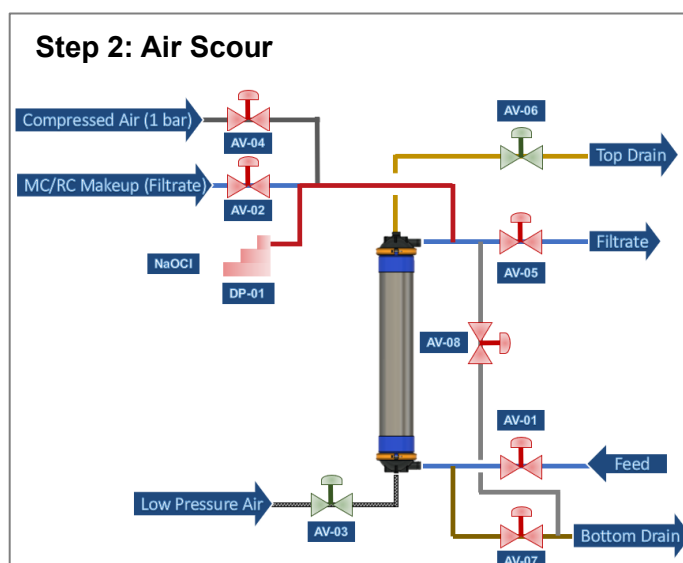 Step 2: Air Scour
AV-06
Compressed Air (1 bar)
AV-04
Top Drain
MC/RC Makeup (Filtrate)
AV-02
Filtrate
NaOCl
AV-05
DP-01
AV-08
AV-01
Feed
Low Pressure Air
AV-03
Bottom Drain
AV-07